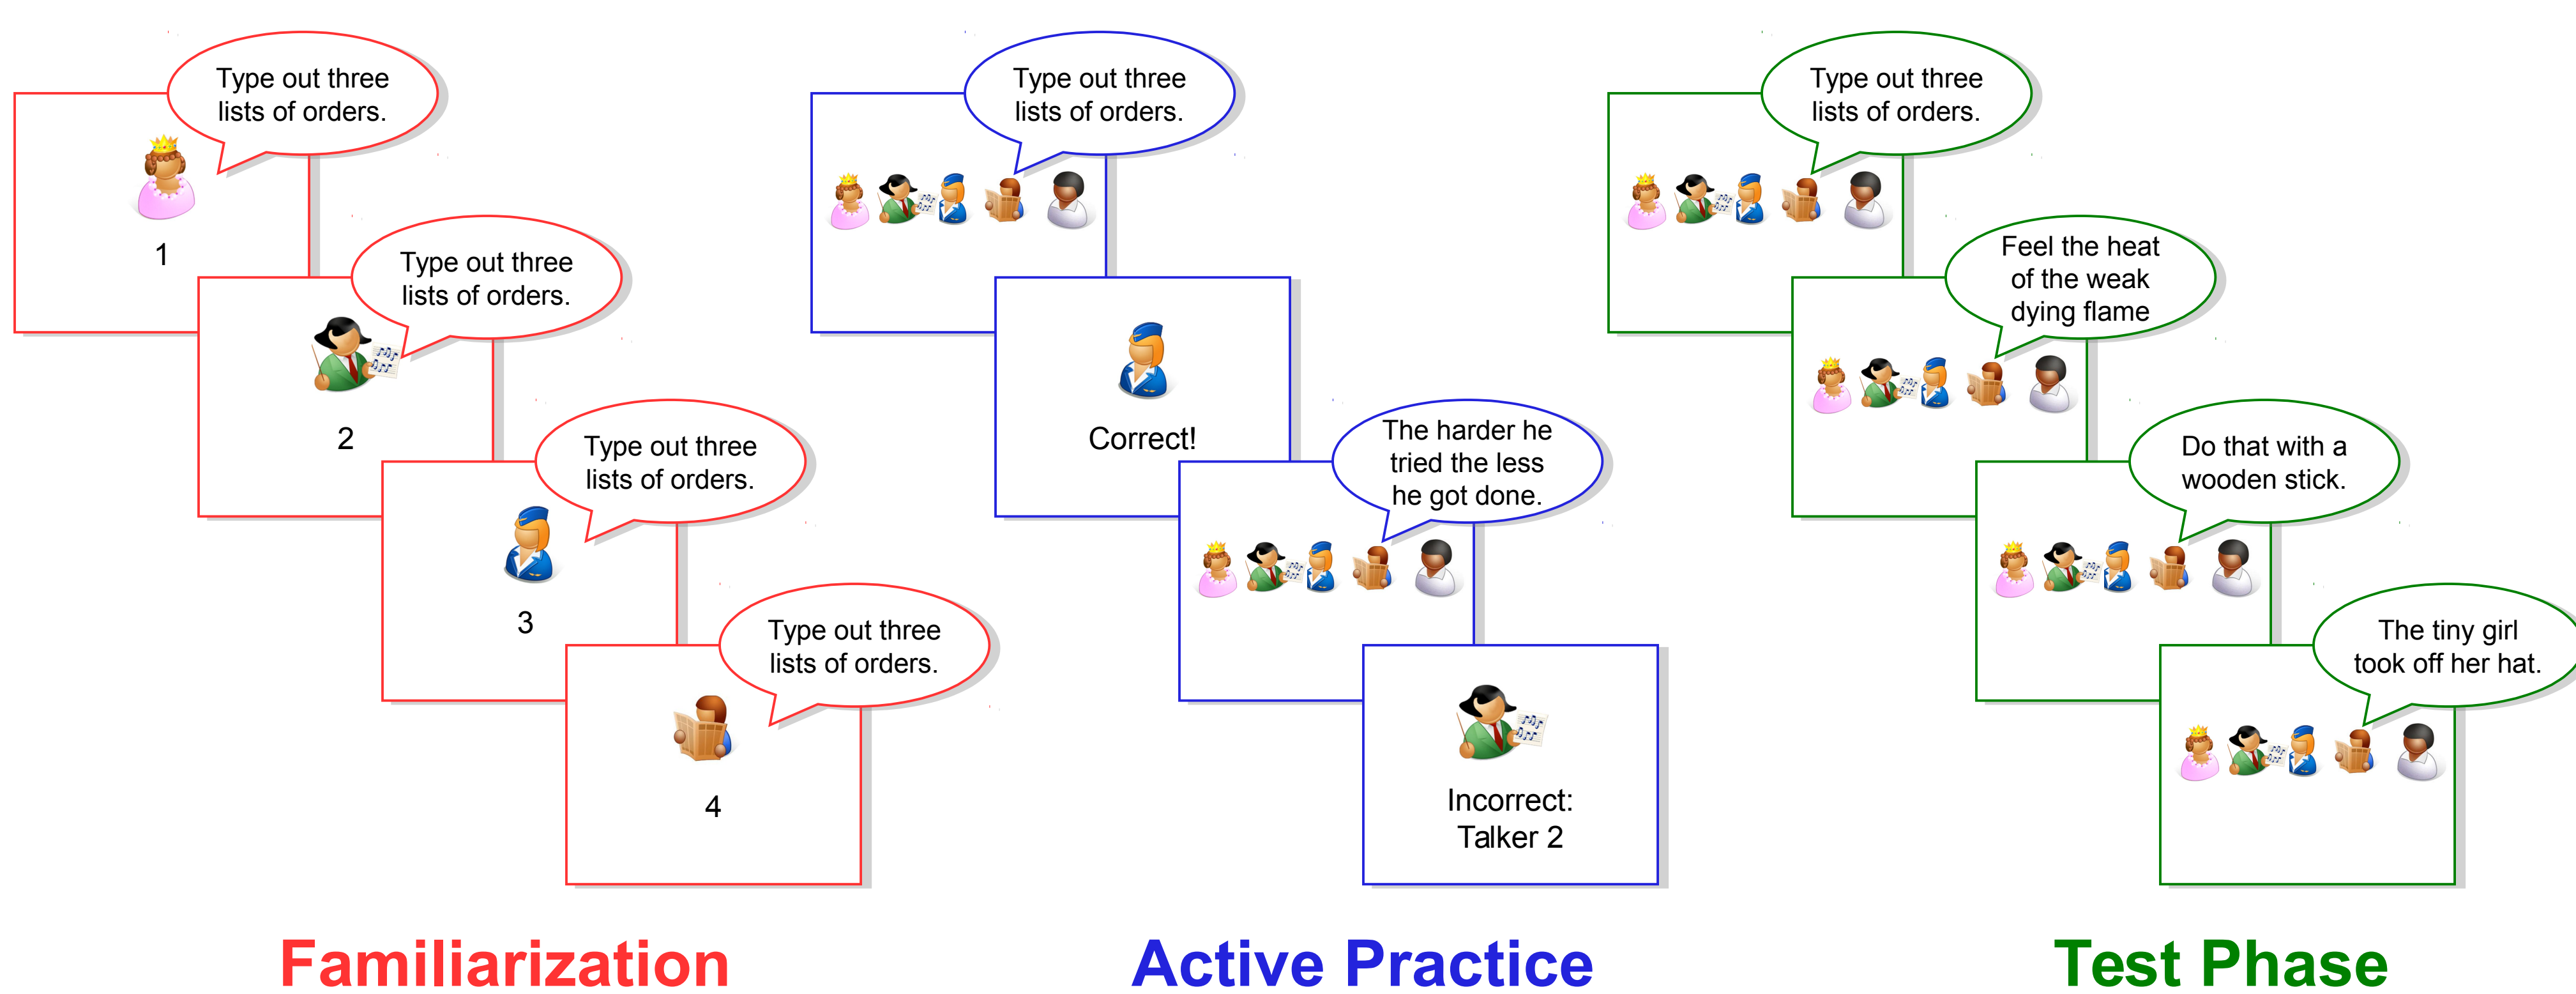 Type out three
lists of orders.
1
Type out three
lists of orders.
2
Type out three
lists of orders.
3
Type out three
lists of orders.
4
Familiarization
Type out three
lists of orders.
Correct!
The harder he
tried the less
he got done.
Incorrect:
Talker 2
Active Practice
Type out three
lists of orders.
Feel the heat
of the weak
dying flame
Do that with a
wooden stick.
The tiny girl
took off her hat.
Test Phase